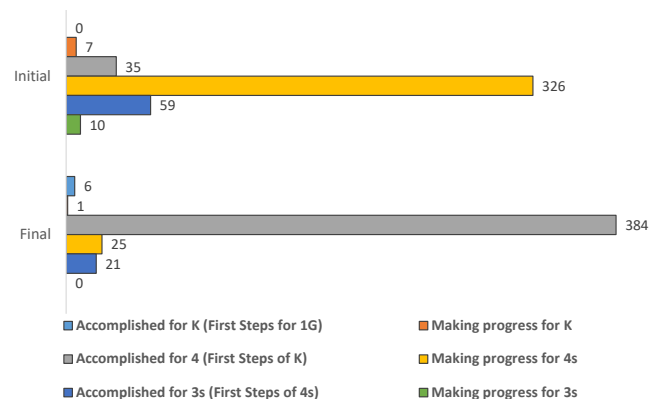 0
7
Initial 35
326
59
10
6
1
Final 384
25
21
0
Accomplished for K (First Steps for 1G) Making progress for K
Accomplished for 4 (First Steps of K) Making progress for 4s
Accomplished for 3s (First Steps of 4s) Making progress for 3s